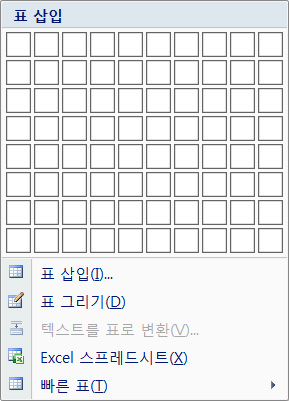 표 삽입
표 삽입(I)...
표 그리기(D)
텍스트를 표로 변환(V)...
Excel 스프레드시트(X)
빠른 표(T)